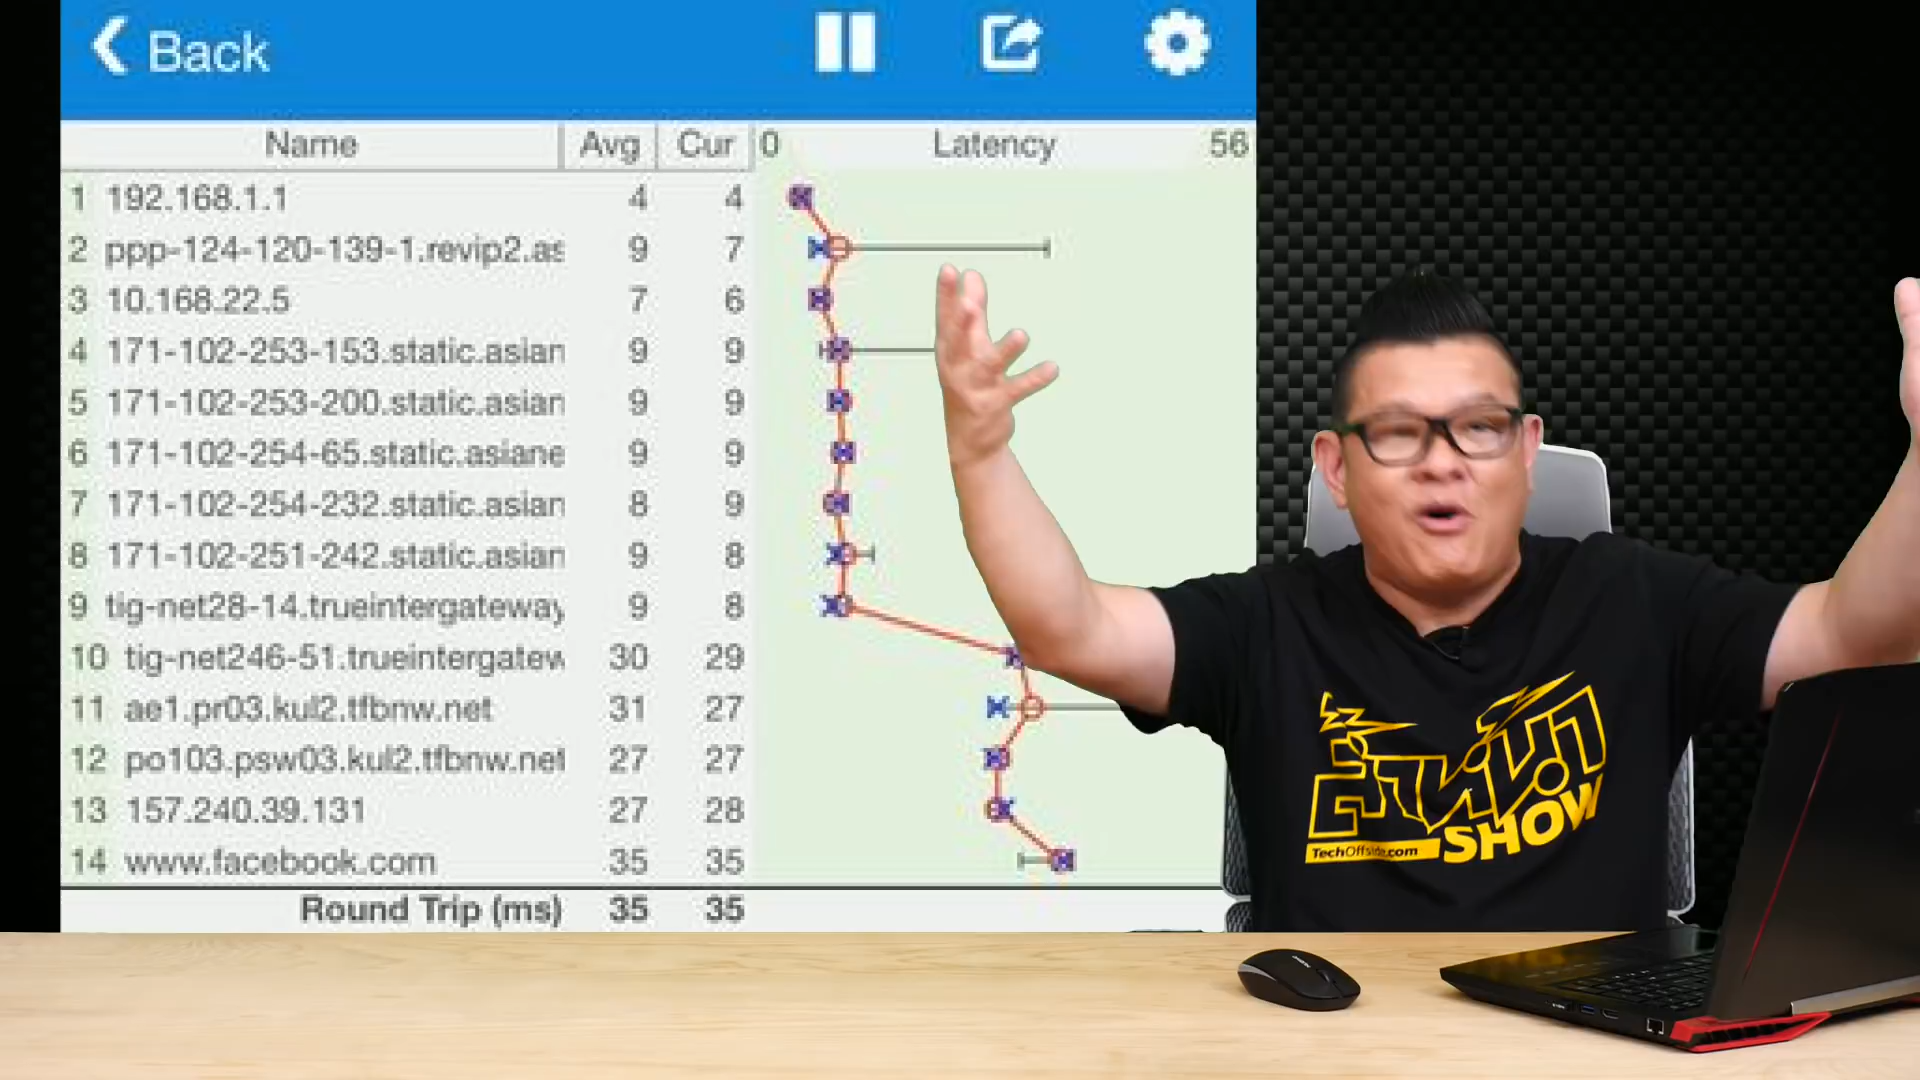 Back
Name Avg Cur 0 Latency 56
1 192.168.1.1 4 4
2 ppp-124-120-139-1.revip2.as 9 7
3 10.168.22.5 7 6
4 171-102-253-153.static.asian 9 9
5 171-102-253-200.static.asian 9 9
6 171-102-254-65.static.asiane 9 9
7 171-102-254-232.static.asian 8 9
8 171-102-251-242.static.asian 9 8
9 tig-net28-14.trueintergateway 9 8
10 tig-net246-51.trueintergatew 30 29
11 ae1.pr03.kul2.tfbnw.net 31 27
12 po103.psw03.kul2.tfbnw.net 27 27
13 157.240.39.131 27 28
14 www.facebook.com 35 35
Round Trip (ms) 35 35
SHOW
TechOffside.com